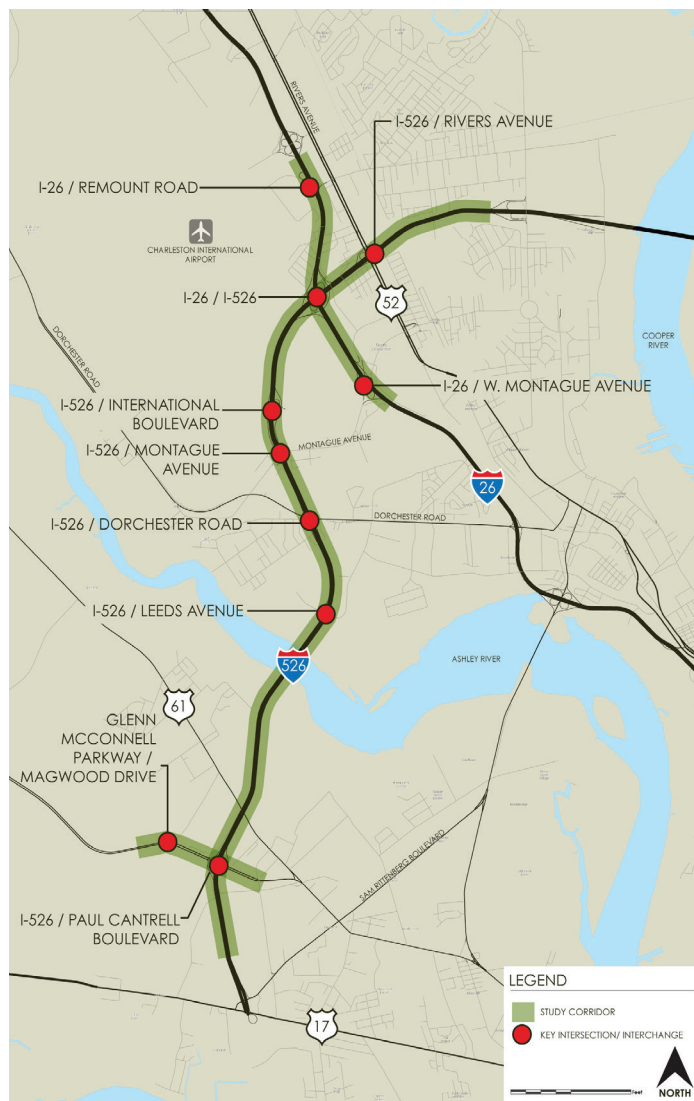 RIVERS AVENUE
I-526 / RIVERS AVENUE
I-26 / REMOUNT ROAD
CHARLESTON INTERNATIONAL
AIRPORT
I-26 / I-526
52
COOPER
RIVER
DORCHESTER ROAD
I-26 / W. MONTAGUE AVENUE
I-526 / INTERNATIONAL
BOULEVARD
I-526 / MONTAGUE
AVENUE
MONTAGUE AVENUE
26
I-526 / DORCHESTER ROAD
DORCHESTER ROAD
I-526 / LEEDS AVENUE
526
ASHLEY RIVER
61
GLENN
MCCONNELL
PARKWAY /
MAGWOOD DRIVE
SAM RITTENBERG BOULEVARD
I-526 / PAUL CANTRELL
BOULEVARD
17
LEGEND
STUDY CORRIDOR
KEY INTERSECTION/ INTERCHANGE
Feet
NORTH